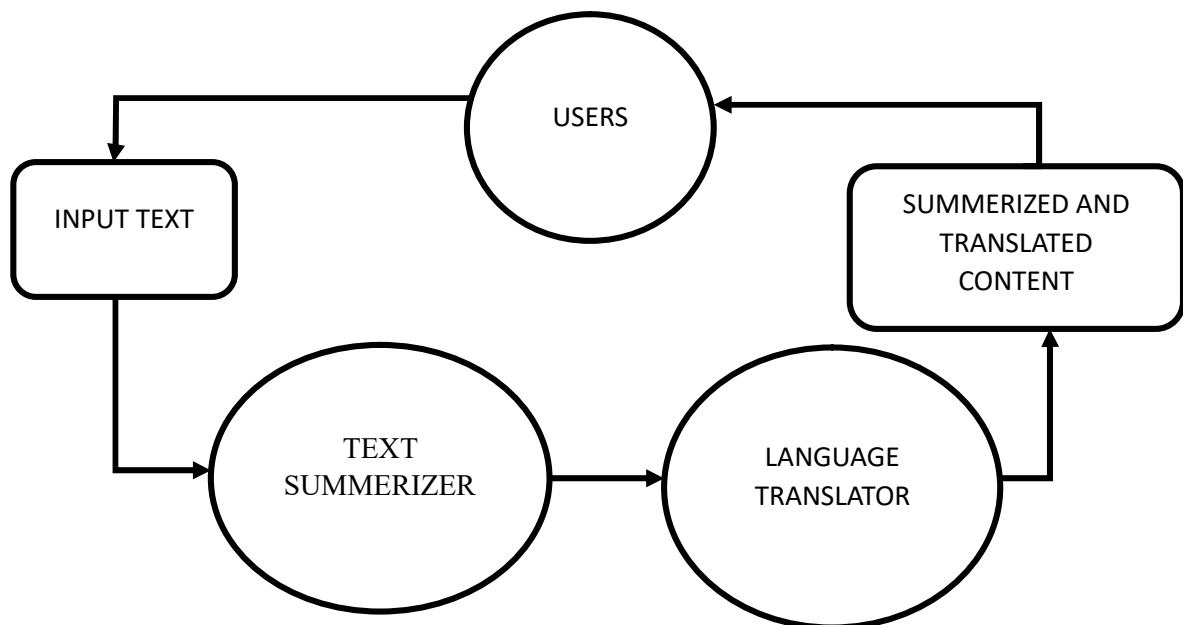 USERS
INPUT TEXT
SUMMERIZED AND
TRANSLATED
CONTENT
TEXT
SUMMERIZER
LANGUAGE
TRANSLATOR